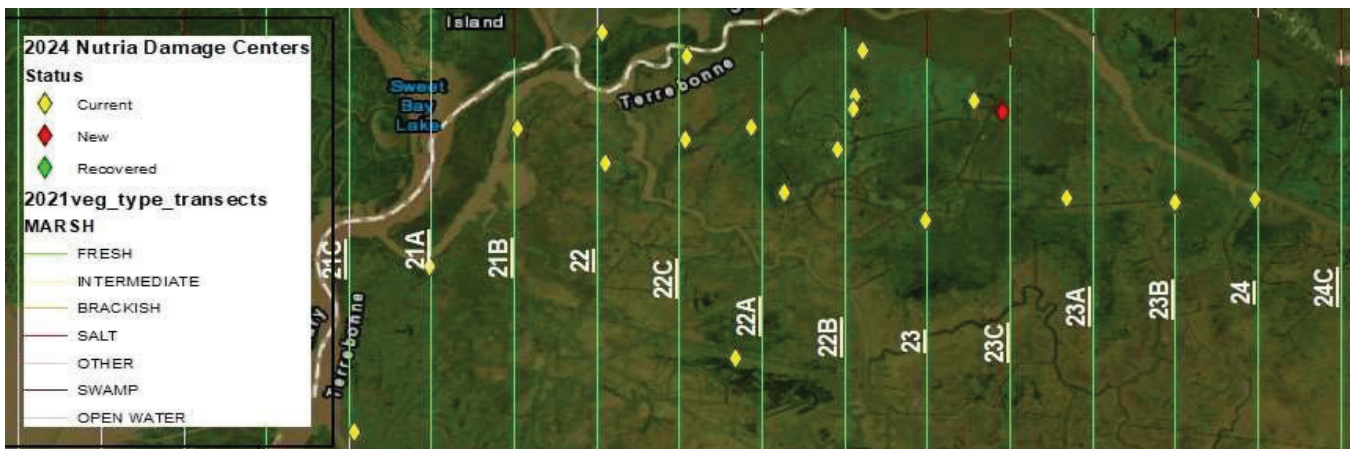 2024 Nutria Damage Centers
Status
Current
New
Recovered
2021veg_type_transects
MARSH
FRESH
INTERMEDIATE
BRACKISH
SALT
OTHER
SWAMP
OPEN WATER
Island
Sweet
Bay
Lake
Terrebonne
Terrebonne
21C
21A
21B
22
22C
22A
22B
23
23C
23A
23B
24
24C